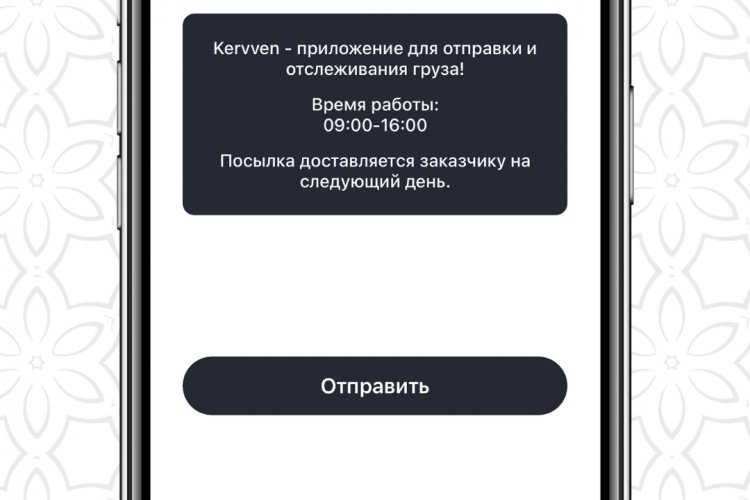 Kervven - приложение для отправки и
отслеживания груза!
Время работы:
09:00-16:00
Посылка доставляется заказчику на
следующий день.
Отправить